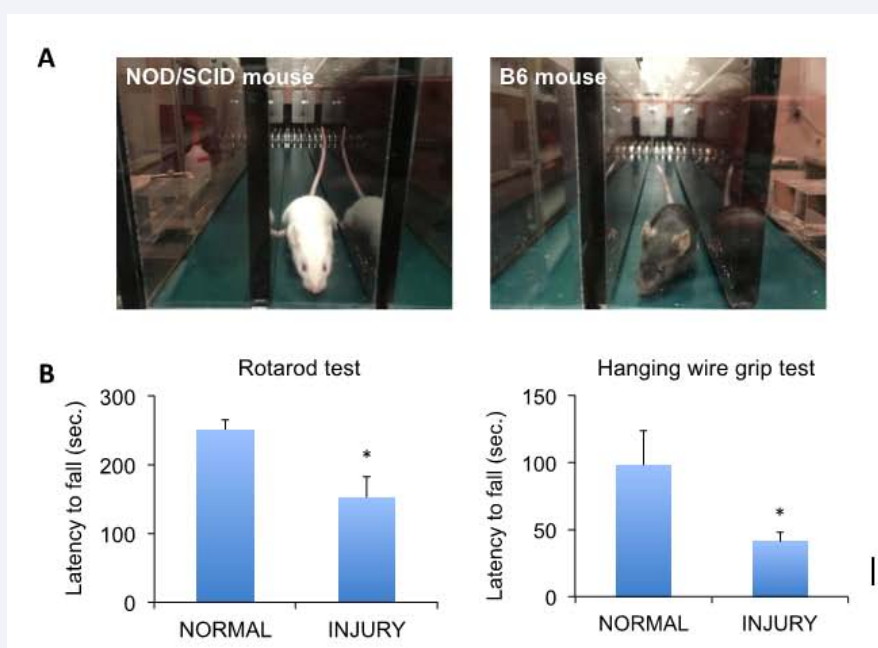 A
NOD/SCID mouse
B6 mouse
B
Rotarod test
Latency to fall (sec.)
300
200
100
0
*
NORMAL
INJURY
Hanging wire grip test
Latency to fall (sec.)
150
100
50
0
*
NORMAL
INJURY